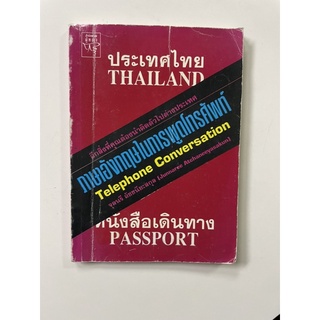 ประเทศไทย
THAILAND
ภาษาอังกฤษในการพูดโทรศัพท์
Telephone Conversation
หนังสือเดินทาง
PASSPORT